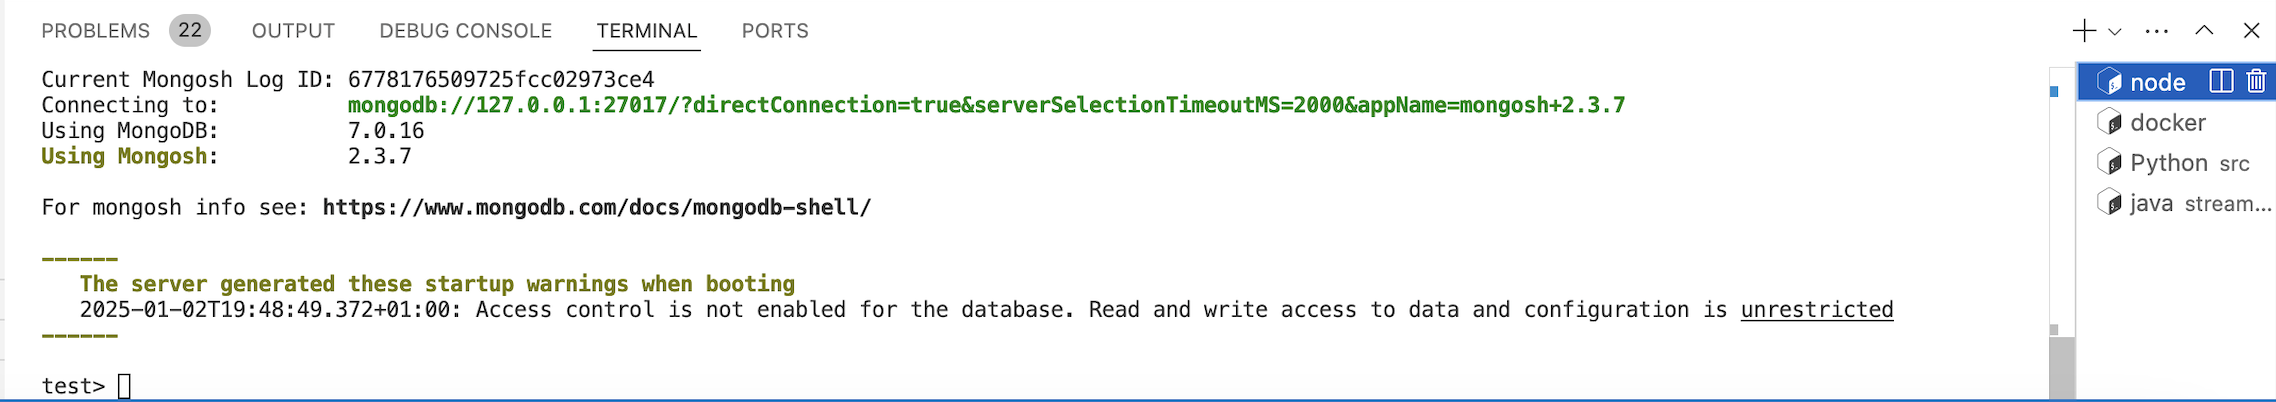 PROBLEMS 22 OUTPUT DEBUG CONSOLE TERMINAL PORTS
Current Mongosh Log ID: 6778176509725fcc02973ce4
Connecting to: mongodb://127.0.0.1:27017/?directConnection=true&serverSelectionTimeoutMS=2000&appName=mongosh+2.3.7
Using MongoDB: 7.0.16
Using Mongosh: 2.3.7
For mongosh info see: https://www.mongodb.com/docs/mongodb-shell/
------
The server generated these startup warnings when booting
2025-01-02T19:48:49.372+01:00: Access control is not enabled for the database. Read and write access to data and configuration is unrestricted
------
test>
node
docker
Python src
java stream...